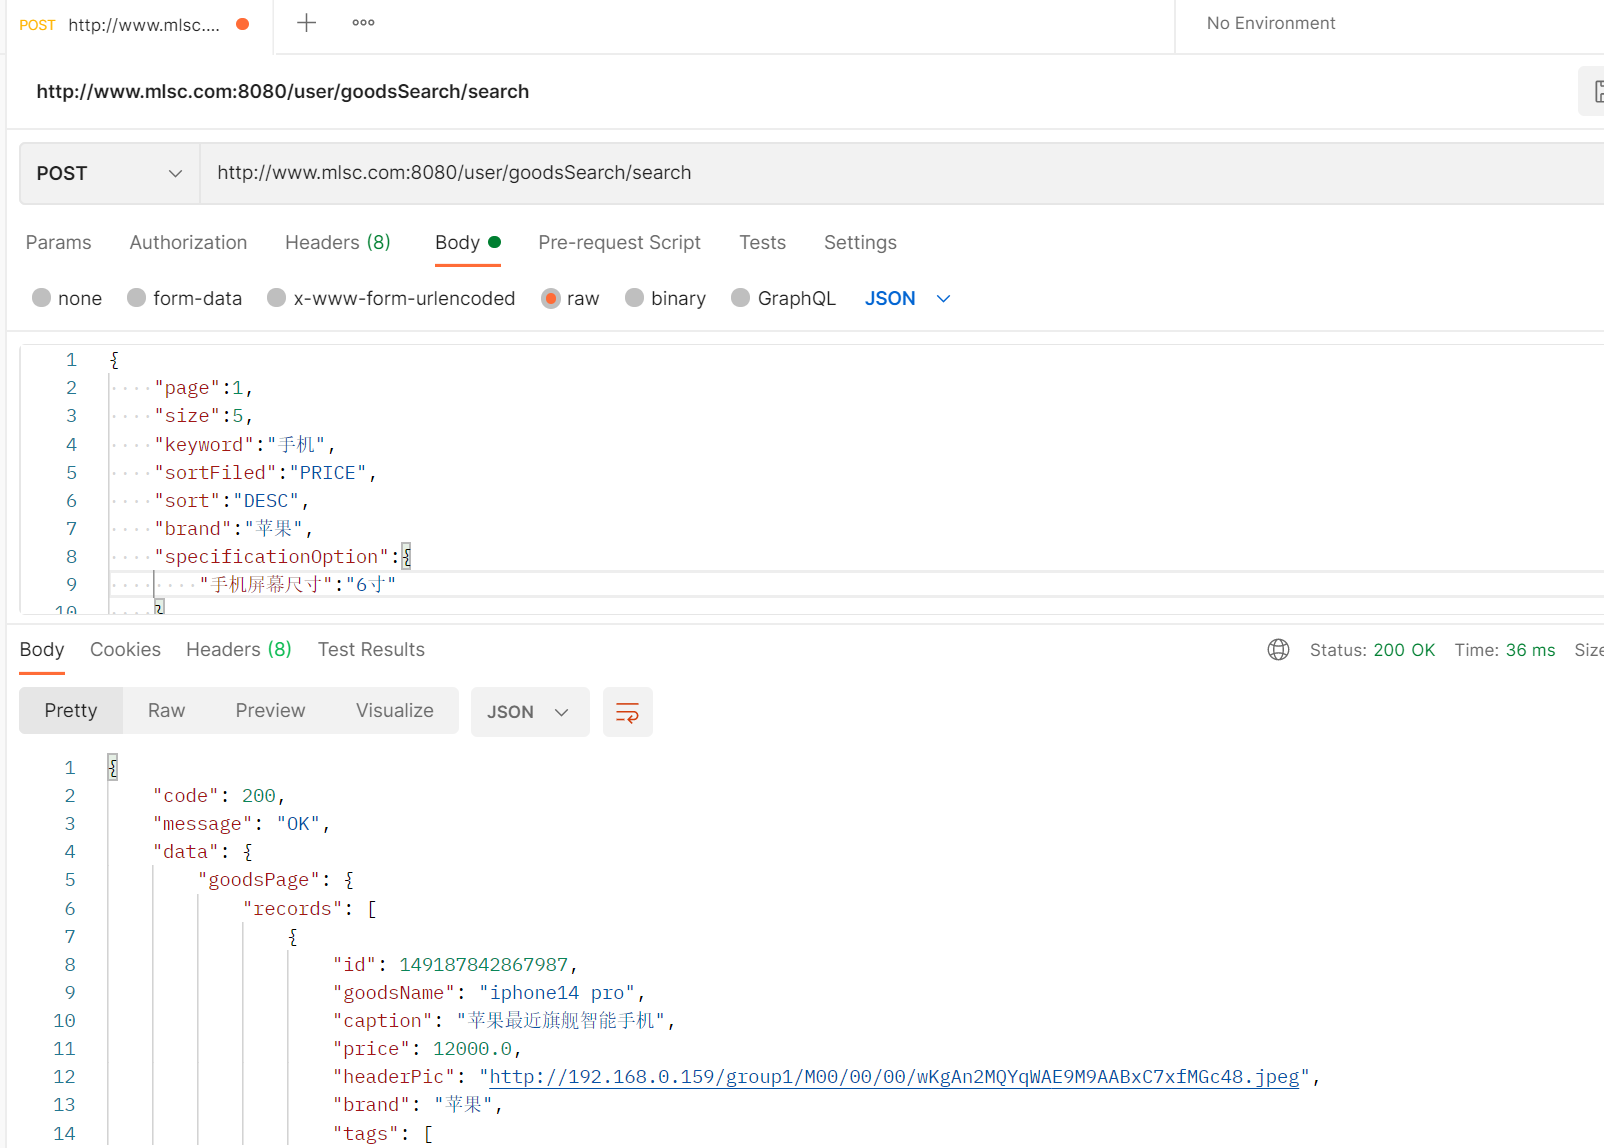 POST http://www.mlsc.... No Environment
http://www.mlsc.com:8080/user/goodsSearch/search
POST http://www.mlsc.com:8080/user/goodsSearch/search
Params Authorization Headers (8) Body Pre-request Script Tests Settings
none form-data x-www-form-urlencoded raw binary GraphQL JSON
1 {
2 "page":1,
3 "size":5,
4 "keyword":"手机",
5 "sortFiled":"PRICE",
6 "sort":"DESC",
7 "brand":"苹果",
8 "specificationOption":{
9 "手机屏幕尺寸":"6寸"
10 }
Body Cookies Headers (8) Test Results Status: 200 OK Time: 36 ms Size
Pretty Raw Preview Visualize JSON
1 {
2 "code": 200,
3 "message": "OK",
4 "data": {
5 "goodsPage": {
6 "records": [
7 {
8 "id": 149187842867987,
9 "goodsName": "iphone14 pro",
10 "caption": "苹果最近旗舰智能手机",
11 "price": 12000.0,
12 "headerPic": "http://192.168.0.159/group1/M00/00/00/wKgAn2MQYqWAE9M9AABxC7xfMGc48.jpeg",
13 "brand": "苹果",
14 "tags": [